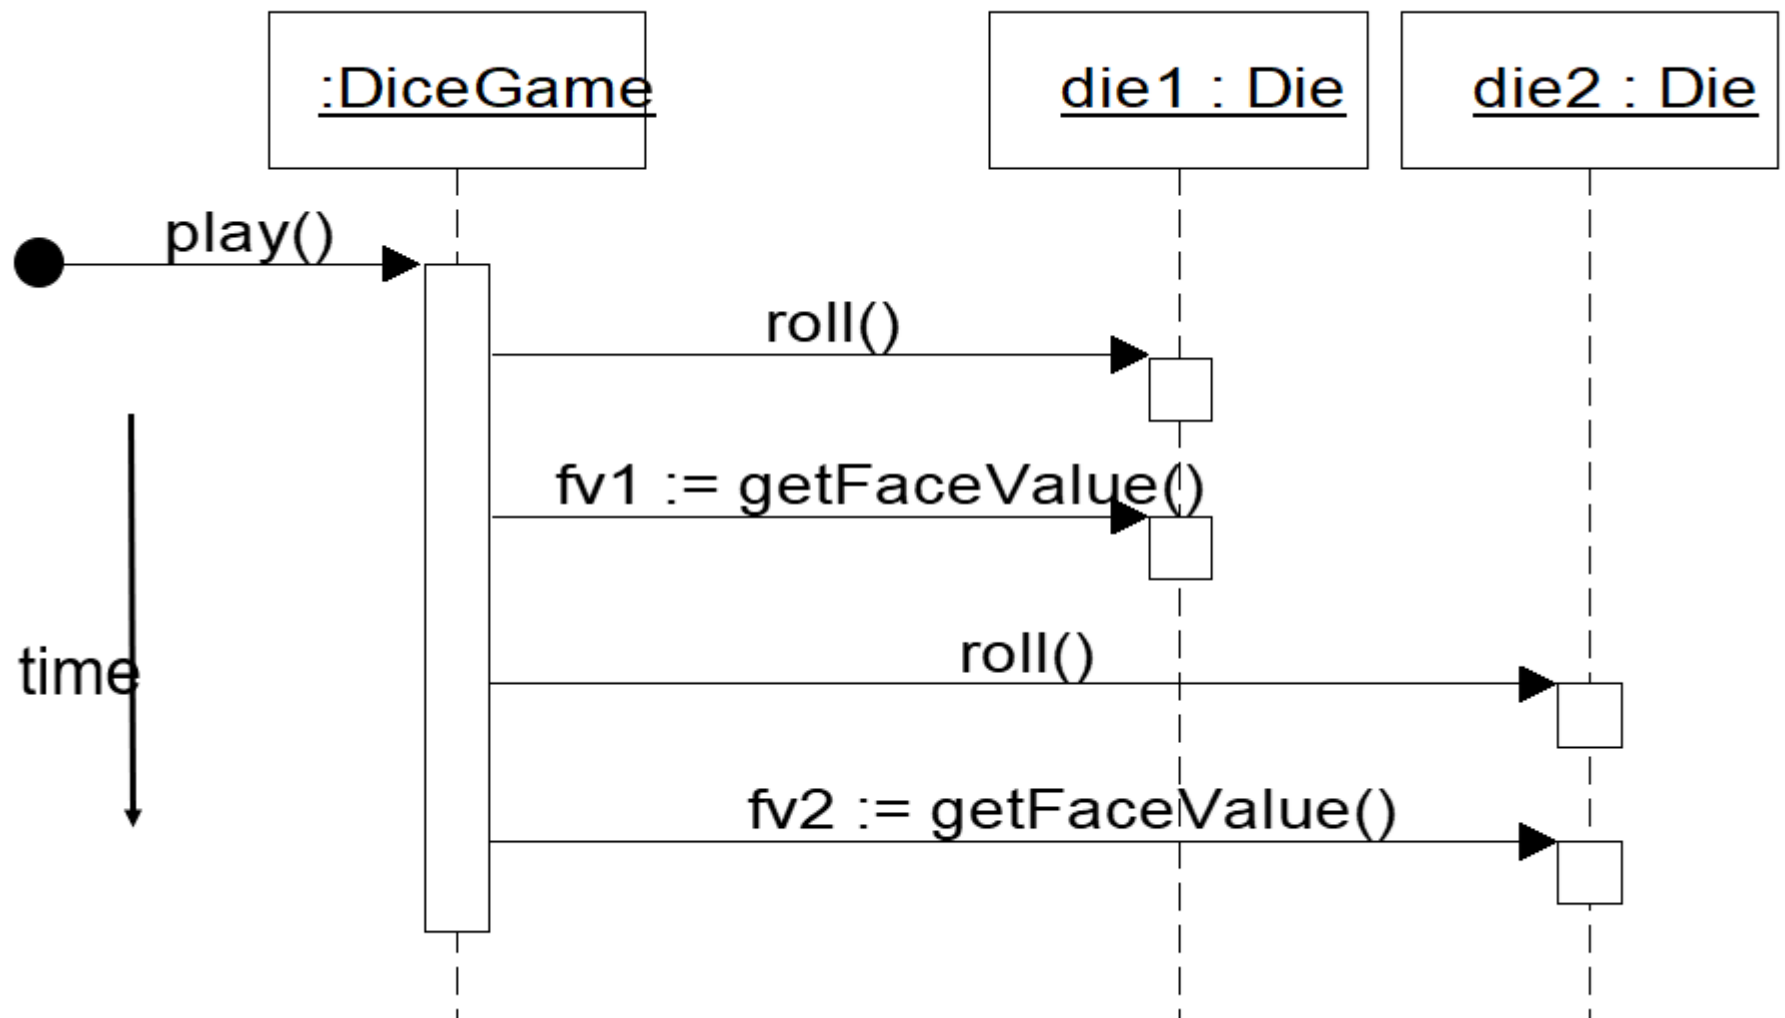 :DiceGame
die1 : Die
die2 : Die
play()
roll()
fv1 := getFaceValue()
roll()
time
fv2 := getFaceValue()